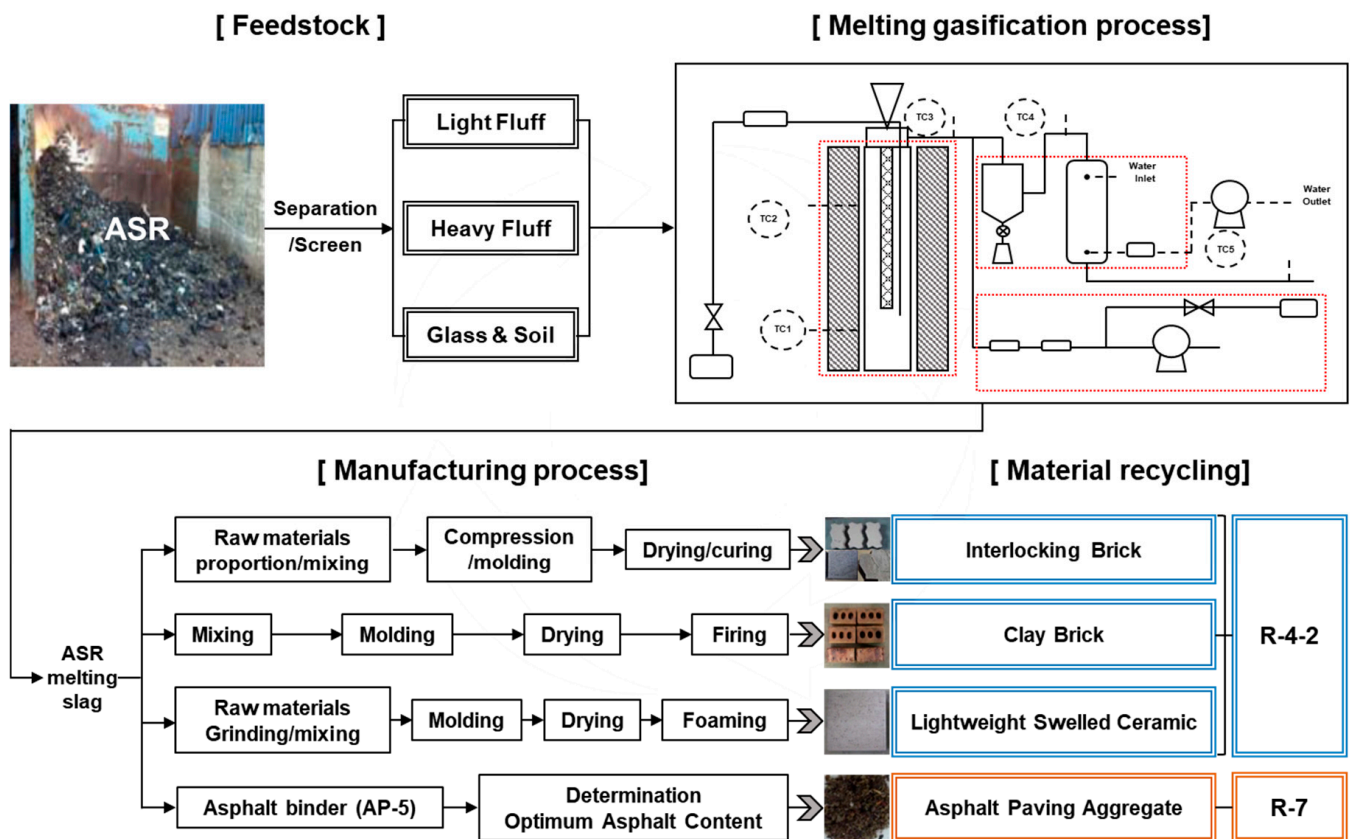 [ Feedstock ]
[ Melting gasification process]
ASR
Separation
/Screen
Light Fluff
Heavy Fluff
Glass & Soil
TC3
TC4
TC2
TC1
Water
Inlet
Water
Outlet
TC5
[ Manufacturing process]
[ Material recycling]
ASR
melting
slag
Raw materials
proportion/mixing
Compression
/molding
Drying/curing
Interlocking Brick
Mixing
Molding
Drying
Firing
Clay Brick
R-4-2
Raw materials
Grinding/mixing
Molding
Drying
Foaming
Lightweight Swelled Ceramic
Asphalt binder (AP-5)
Determination
Optimum Asphalt Content
Asphalt Paving Aggregate
R-7